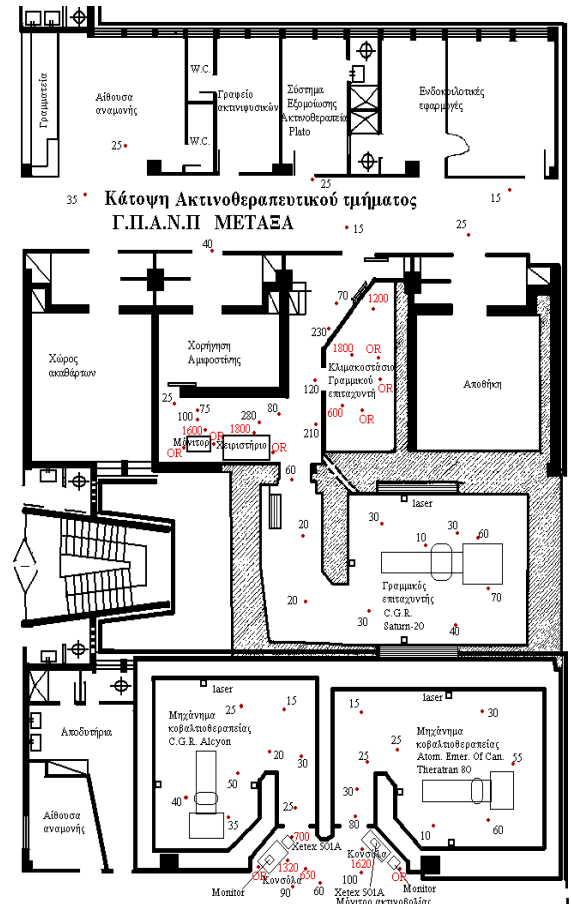 Γραμματεία
Αίθουσα
αναμονής
25
W.C.
W.C.
Γραφείο
ακτινιφυσικών
Σύστημα
Εξομοίωσης
Ακτινοθεραπεία
Plato
Ενδοκοιλοτικές
εφαρμογές
35
25
15
Κάτοψη Ακτινοθεραπευτικού τμήματος
Γ.Π.Α.Ν.Π ΜΕΤΑΞΑ
15
25
40
70
1200
230
1800
OR
Χώρος
ακαθάρτων
Χορήγηση
Αμιφοστίνης
Κλιμακοστάσιο
Γραμμικού
επιταχυντή
OR
Αποθήκη
120
600
OR
25
75
100
80
280
1600
OR
1800
210
Μόνιτορ
Χειριστήριο
OR
OR
60
laser
20
30
30
60
10
Γραμμικός
επιταχυντής
C.G.R.
Saturn-20
70
20
30
40
laser
laser
25
15
15
30
Αποδυτήρια
Μηχάνημα
κοβαλτιοθεραπείας
C.G.R. Alcyon
Μηχάνημα
κοβαλτιοθεραπείας
Atom. Emer. Of Can.
Theratran 80
20
30
25
25
55
50
40
35
25
30
Αίθουσα
αναμονής
80
10
60
700
Xetex 501A
OR
1320
Κονσόλα
Monitor
90
650
60
Κονσόλα
1620
100
OR
Xetex 501A
Monitor
Μόνιτορ ακτινοβολίας